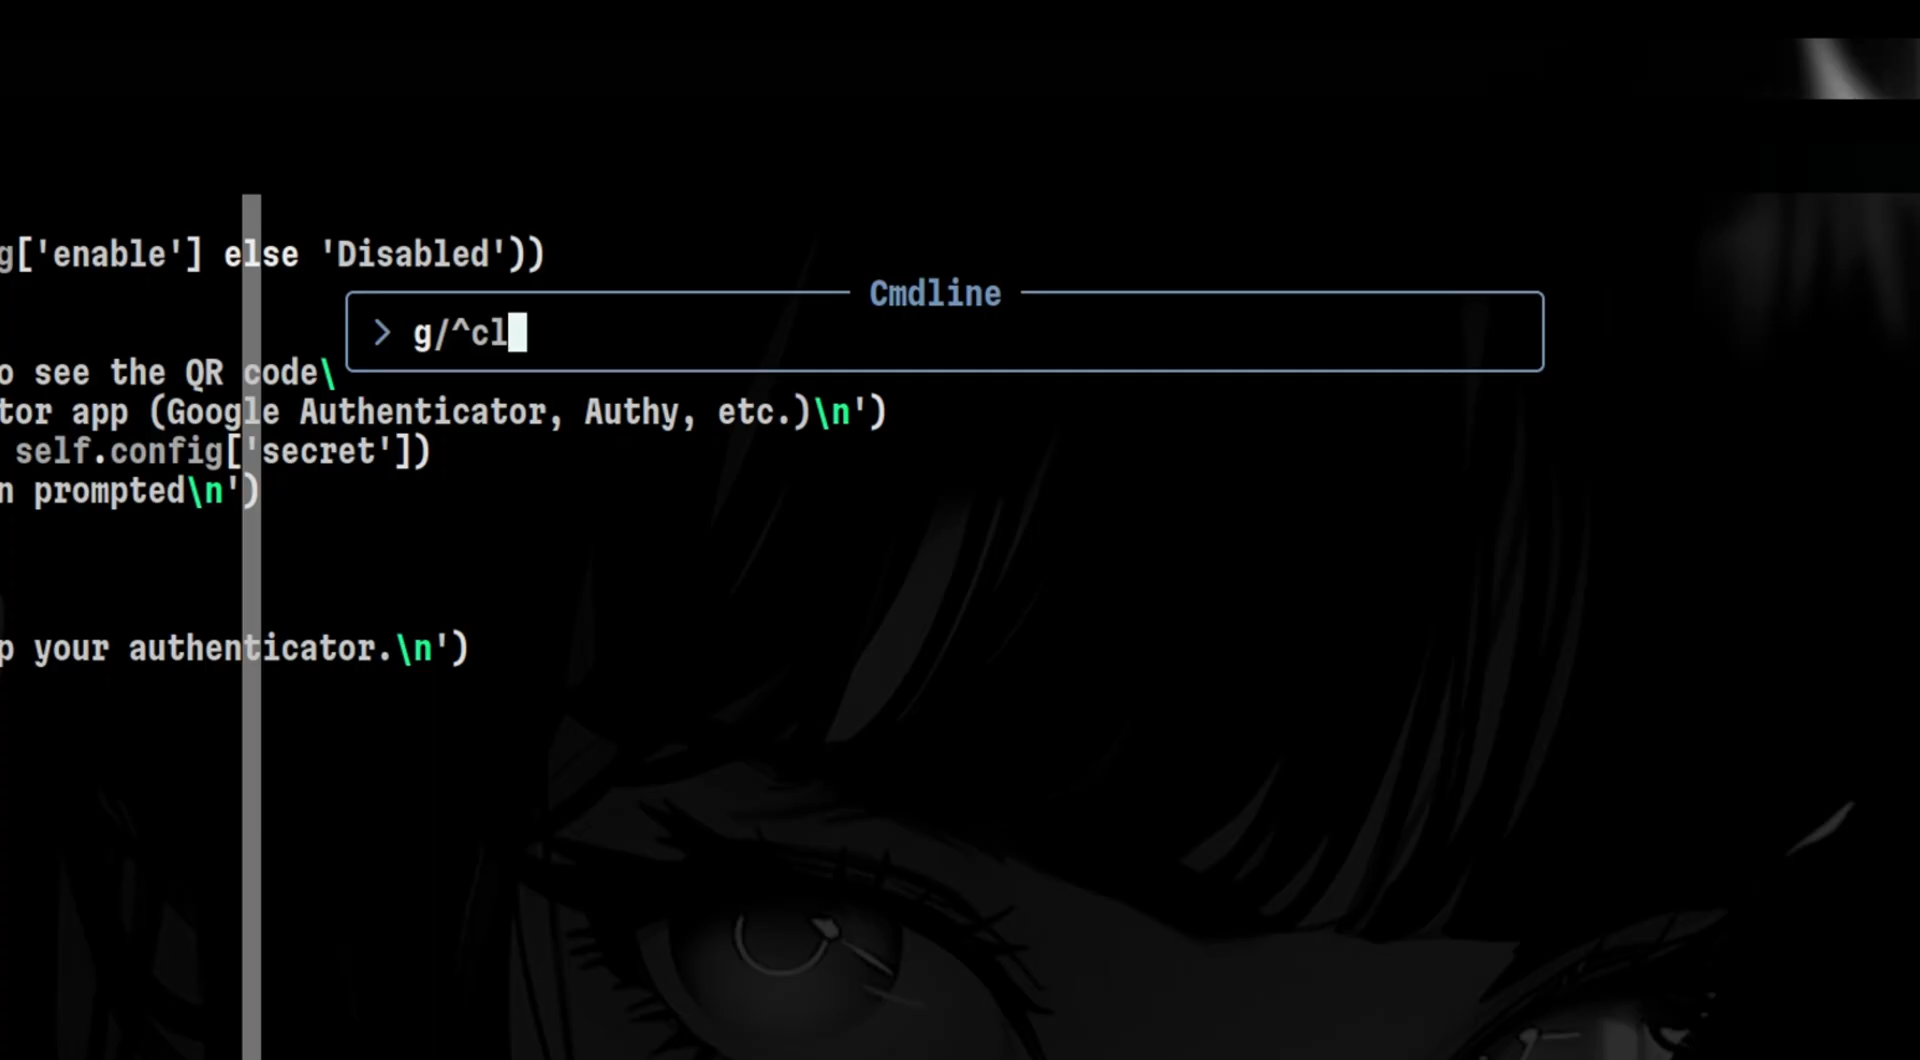 g['enable'] else 'Disabled'))
Cmdline
> g/^cl
o see the QR code\
tor app (Google Authenticator, Authy, etc.)\n')
self.config['secret'])
n prompted\n')
p your authenticator.\n')